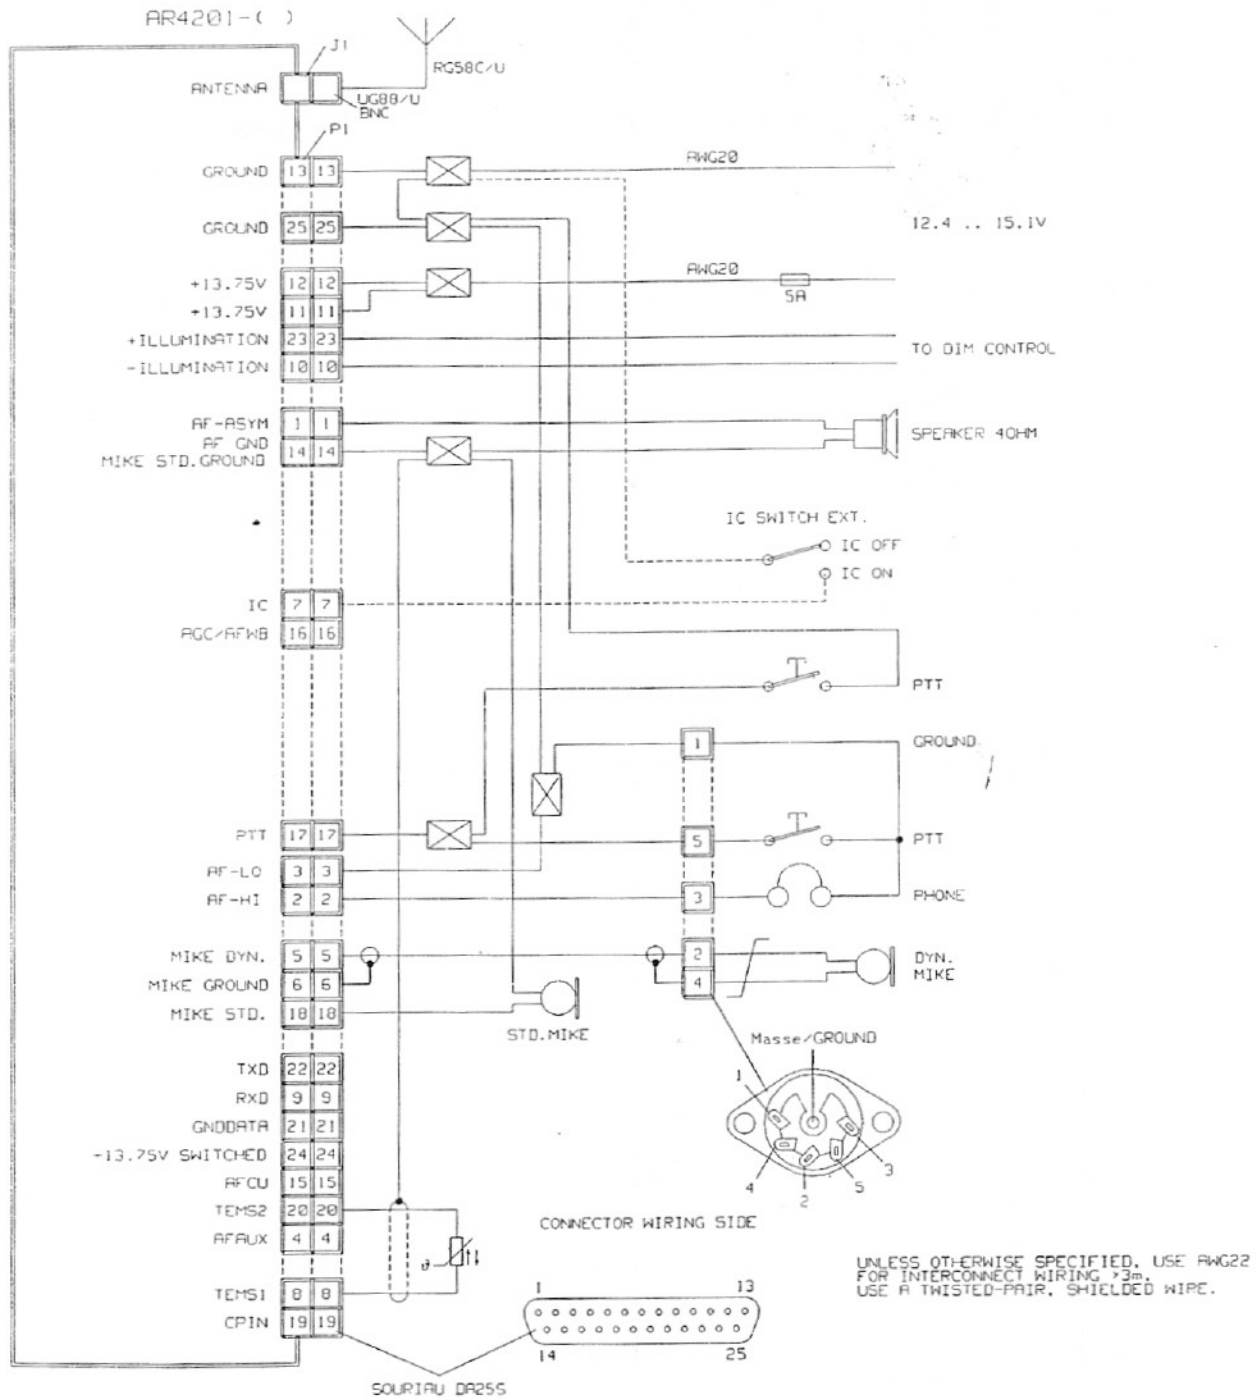 AR4201-( )
J1
RG58C/U
ANTENNA
UG88/U
BNC
P1
GROUND 13 13
AWG20
GROUND 25 25
12.4 .. 15.1V
+13.75V 12 12
AWG20
5A
+13.75V 11 11
+ILLUMINATION 23 23
TO DIM CONTROL
-ILLUMINATION 10 10
AF-ASYM 1 1
SPEAKER 4OHM
AF GND
MIKE STD.GROUND 14 14
IC SWITCH EXT.
IC OFF
IC ON
IC 7 7
AGC/AFWB 16 16
PTT
1 GROUND
PTT 17 17
5 PTT
AF-LO 3 3
AF-HI 2 2
3 PHONE
MIKE DYN. 5 5
2
DYN.
MIKE
MIKE GROUND 6 6
4
MIKE STD. 18 18
STD.MIKE
Masse/GROUND
TXD 22 22
1
RXD 9 9
GNDDATA 21 21
-13.75V SWITCHED 24 24
3
AFCU 15 15
4 5
2
TEMS2 20 20
CONNECTOR WIRING SIDE
AFAUX 4 4
ϑ
UNLESS OTHERWISE SPECIFIED, USE AWG22
FOR INTERCONNECT WIRING >3m.
USE A TWISTED-PAIR, SHIELDED WIRE.
TEMS1 8 8
1 13
CPIN 19 19
14 25
SOURIAU DA25S